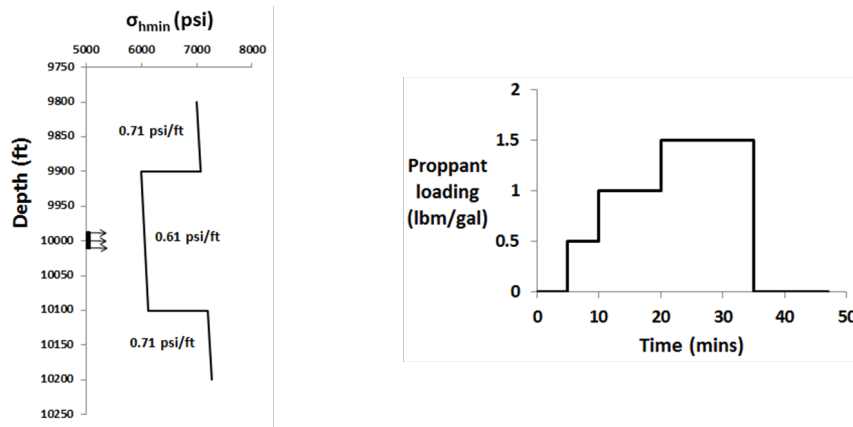 σhmin (psi)
5000 6000 7000 8000
9750
9800
9850
9900
9950
10000
10050
10100
10150
10200
10250
Depth (ft)
0.71 psi/ft
0.61 psi/ft
0.71 psi/ft
Proppant
loading
(lbm/gal)
2
1.5
1
0.5
0
0 10 20 30 40 50
Time (mins)